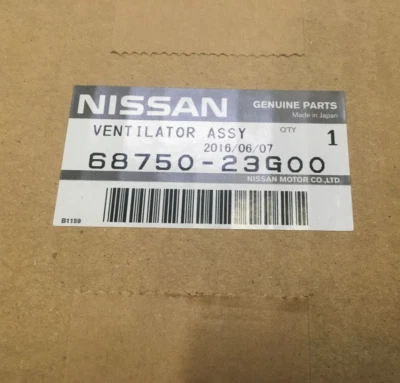 NISSAN GENUINE PARTS
Made in Japan
VENTILATOR ASSY QTY 1
2016/06/07
68750-23G00
NISSAN MOTOR CO.,LTD.
B1159